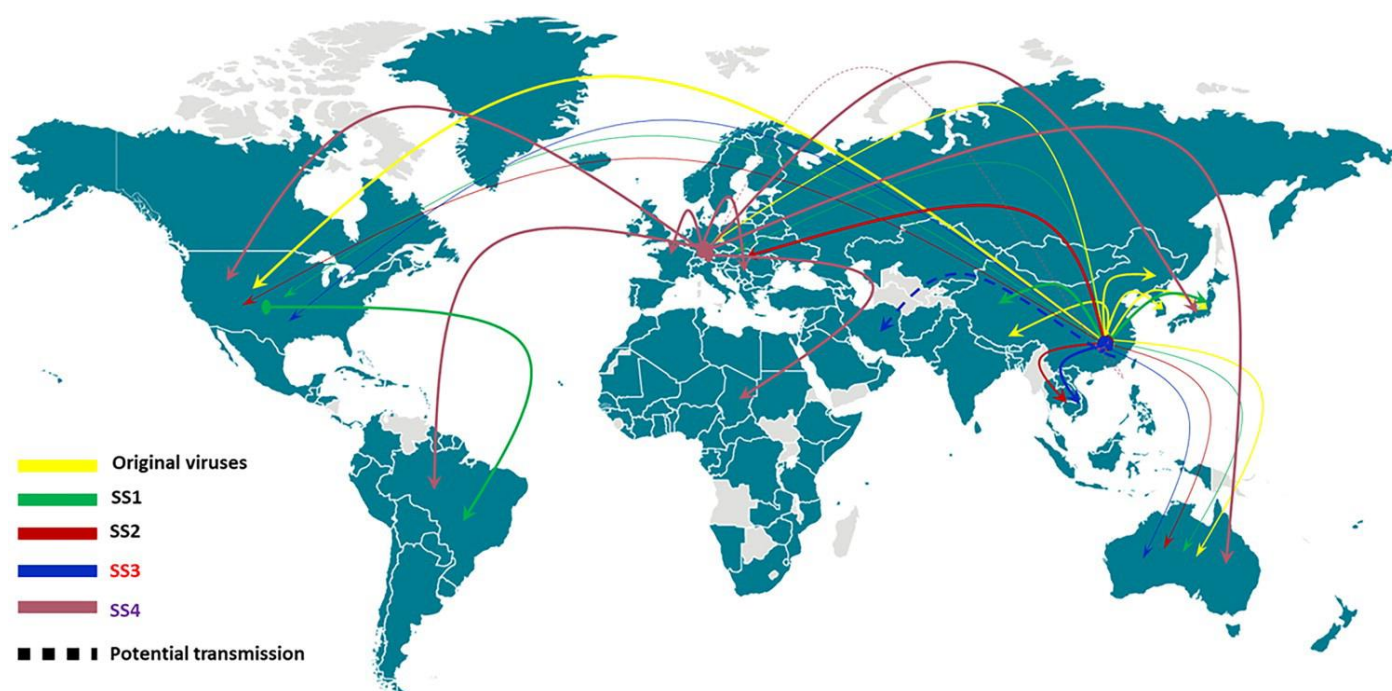 Original viruses
SS1
SS2
SS3
SS4
Potential transmission